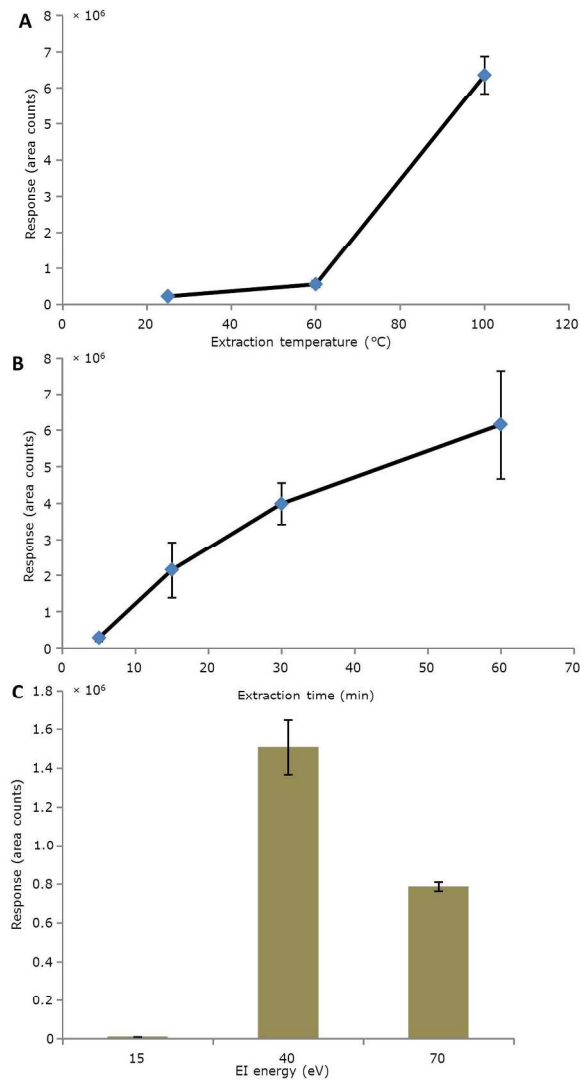 A
× 10⁶
Response (area counts)
8
7
6
5
4
3
2
1
0
0 20 40 60 80 100 120
Extraction temperature (°C)
B
× 10⁶
Response (area counts)
8
7
6
5
4
3
2
1
0
0 10 20 30 40 50 60 70
Extraction time (min)
C
× 10⁶
Response (area counts)
1.8
1.6
1.4
1.2
1.0
0.8
0.6
0.4
0.2
0
15 40 70
EI energy (eV)